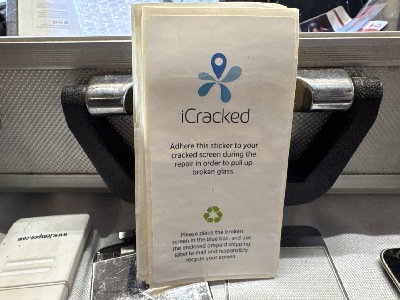 iCracked
Adhere this sticker to your
cracked screen during the
repair in order to pull up
broken glass.
Please place the broken
screen in the blue box, and use
the enclosed prepaid shipping
label to mail and responsibly
recycle your screen.